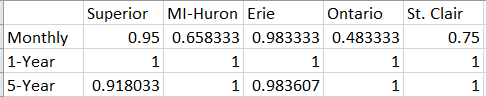 Superior MI-Huron Erie Ontario St. Clair
Monthly 0.95 0.658333 0.983333 0.483333 0.75
1-Year 1 1 1 1 1
5-Year 0.918033 1 0.983607 1 1